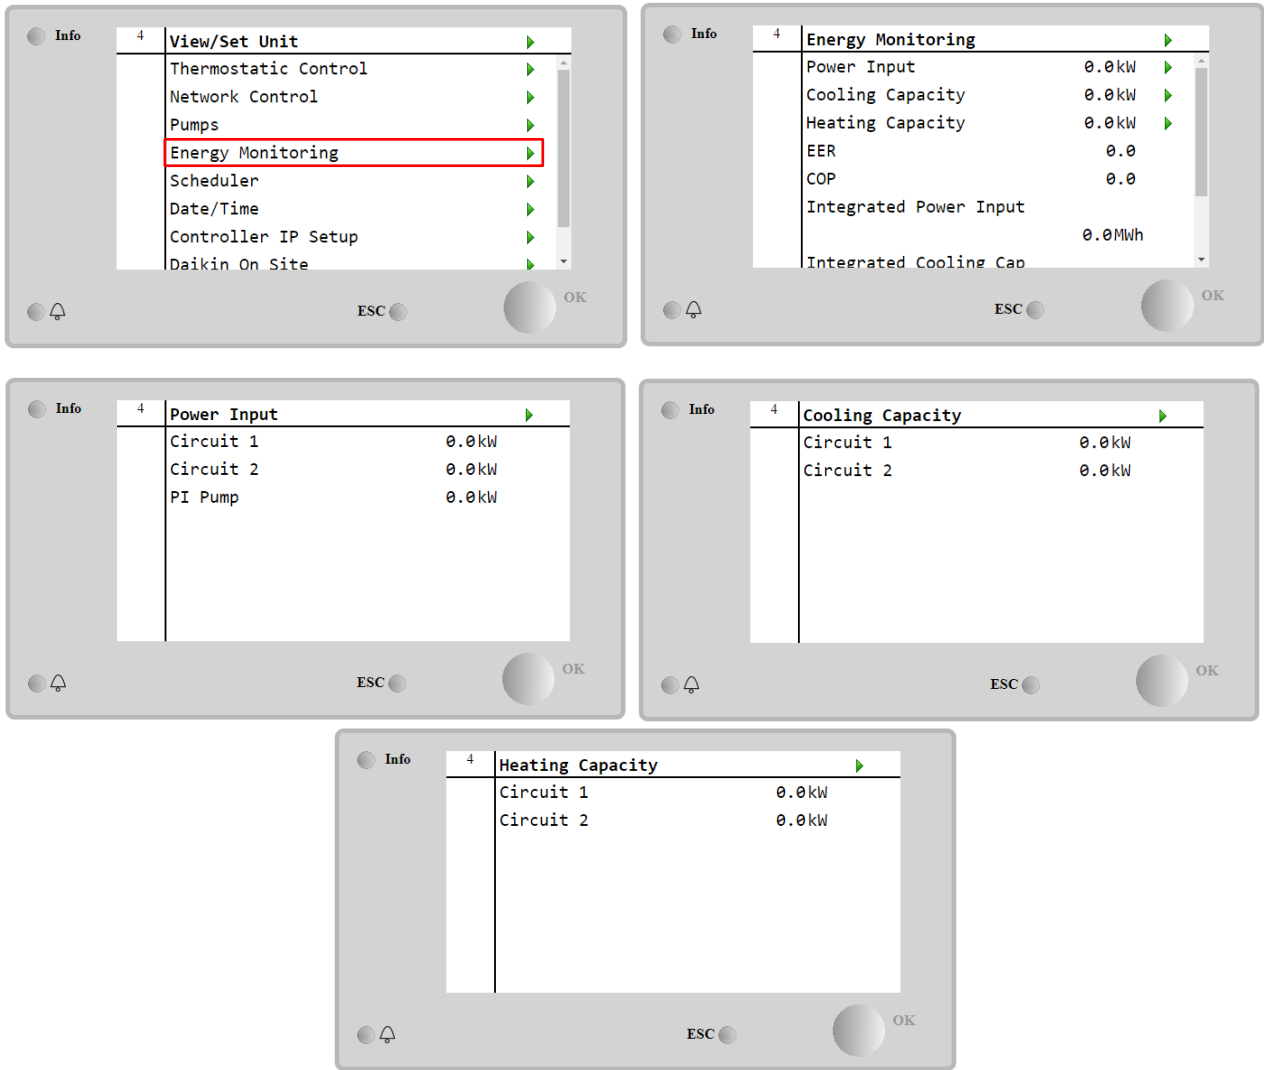 Info
4 View/Set Unit
Thermostatic Control
Network Control
Pumps
Energy Monitoring
Scheduler
Date/Time
Controller IP Setup
Daikin On Site
ESC
OK
Info
4 Energy Monitoring
Power Input 0.0kW
Cooling Capacity 0.0kW
Heating Capacity 0.0kW
EER 0.0
COP 0.0
Integrated Power Input
0.0MWh
Integrated Cooling Cap
ESC
OK
Info
4 Power Input
Circuit 1 0.0kW
Circuit 2 0.0kW
PI Pump 0.0kW
ESC
OK
Info
4 Cooling Capacity
Circuit 1 0.0kW
Circuit 2 0.0kW
ESC
OK
Info
4 Heating Capacity
Circuit 1 0.0kW
Circuit 2 0.0kW
ESC
OK